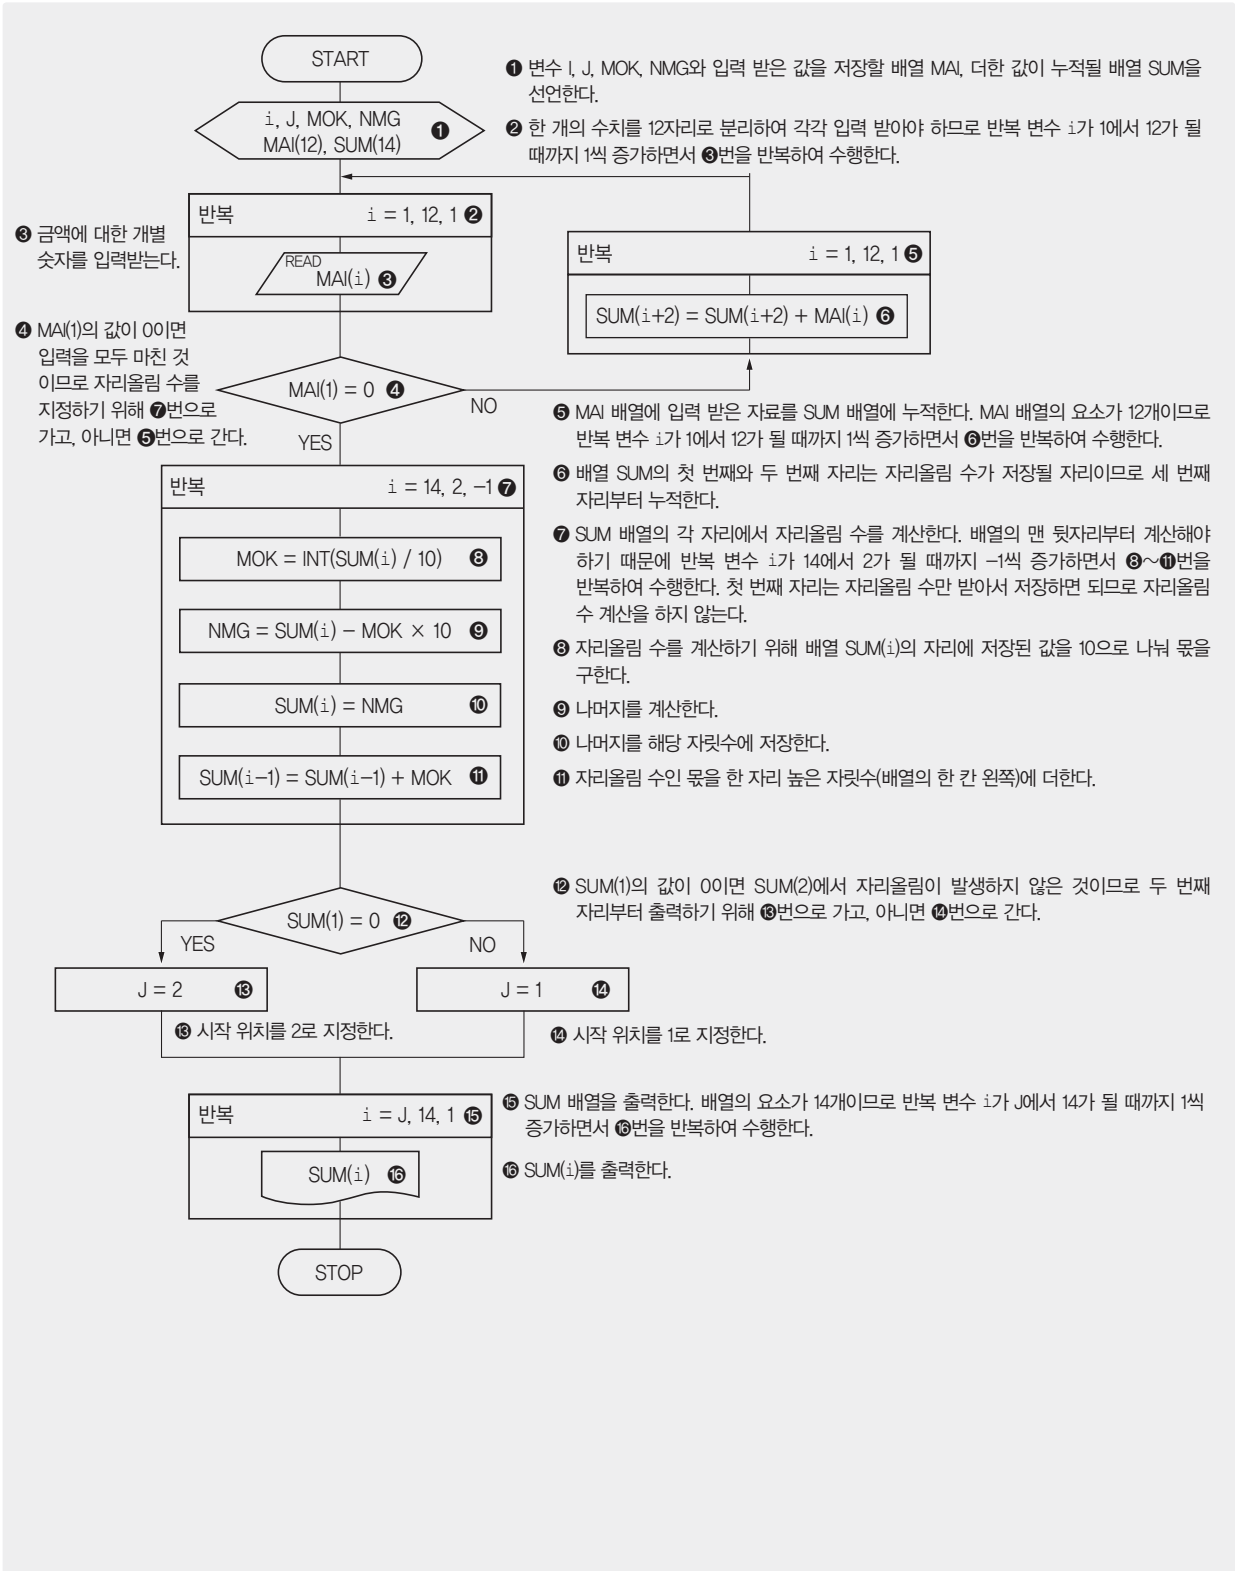 START
i, J, MOK, NMG
MAI(12), SUM(14) ❶
❶ 변수 I, J, MOK, NMG와 입력 받은 값을 저장할 배열 MAI, 더한 값이 누적될 배열 SUM을
선언한다.
❷ 한 개의 수치를 12자리로 분리하여 각각 입력 받아야 하므로 반복 변수 i가 1에서 12가 될
때까지 1씩 증가하면서 ❸번을 반복하여 수행한다.
반복 i = 1, 12, 1 ❷
❸ 금액에 대한 개별
숫자를 입력받는다.
READ
MAI(i) ❸
반복 i = 1, 12, 1 ❺
SUM(i+2) = SUM(i+2) + MAI(i) ❻
❹ MAI(1)의 값이 0이면
입력을 모두 마친 것
이므로 자리올림 수를
지정하기 위해 ❼번으로
가고, 아니면 ❺번으로 간다.
MAI(1) = 0 ❹
NO
YES
❺ MAI 배열에 입력 받은 자료를 SUM 배열에 누적한다. MAI 배열의 요소가 12개이므로
반복 변수 i가 1에서 12가 될 때까지 1씩 증가하면서 ❻번을 반복하여 수행한다.
❻ 배열 SUM의 첫 번째와 두 번째 자리는 자리올림 수가 저장될 자리이므로 세 번째
자리부터 누적한다.
❼ SUM 배열의 각 자리에서 자리올림 수를 계산한다. 배열의 맨 뒷자리부터 계산해야
하기 때문에 반복 변수 i가 14에서 2가 될 때까지 −1씩 증가하면서 ❽~⓫번을
반복하여 수행한다. 첫 번째 자리는 자리올림 수만 받아서 저장하면 되므로 자리올림
수 계산을 하지 않는다.
❽ 자리올림 수를 계산하기 위해 배열 SUM(i)의 자리에 저장된 값을 10으로 나눠 몫을
구한다.
❾ 나머지를 계산한다.
❿ 나머지를 해당 자릿수에 저장한다.
⓫ 자리올림 수인 몫을 한 자리 높은 자릿수(배열의 한 칸 왼쪽)에 더한다.
반복 i = 14, 2, −1 ❼
MOK = INT(SUM(i) / 10) ❽
NMG = SUM(i) − MOK × 10 ❾
SUM(i) = NMG ❿
SUM(i−1) = SUM(i−1) + MOK ⓫
⓬ SUM(1)의 값이 0이면 SUM(2)에서 자리올림이 발생하지 않은 것이므로 두 번째
자리부터 출력하기 위해 ⓭번으로 가고, 아니면 ⓮번으로 간다.
SUM(1) = 0 ⓬
YES
NO
J = 2 ⓭
J = 1 ⓮
⓭ 시작 위치를 2로 지정한다.
⓮ 시작 위치를 1로 지정한다.
반복 i = J, 14, 1 ⓯
SUM(i) ⓰
⓯ SUM 배열을 출력한다. 배열의 요소가 14개이므로 반복 변수 i가 J에서 14가 될 때까지 1씩
증가하면서 ⓰번을 반복하여 수행한다.
⓰ SUM(i)를 출력한다.
STOP